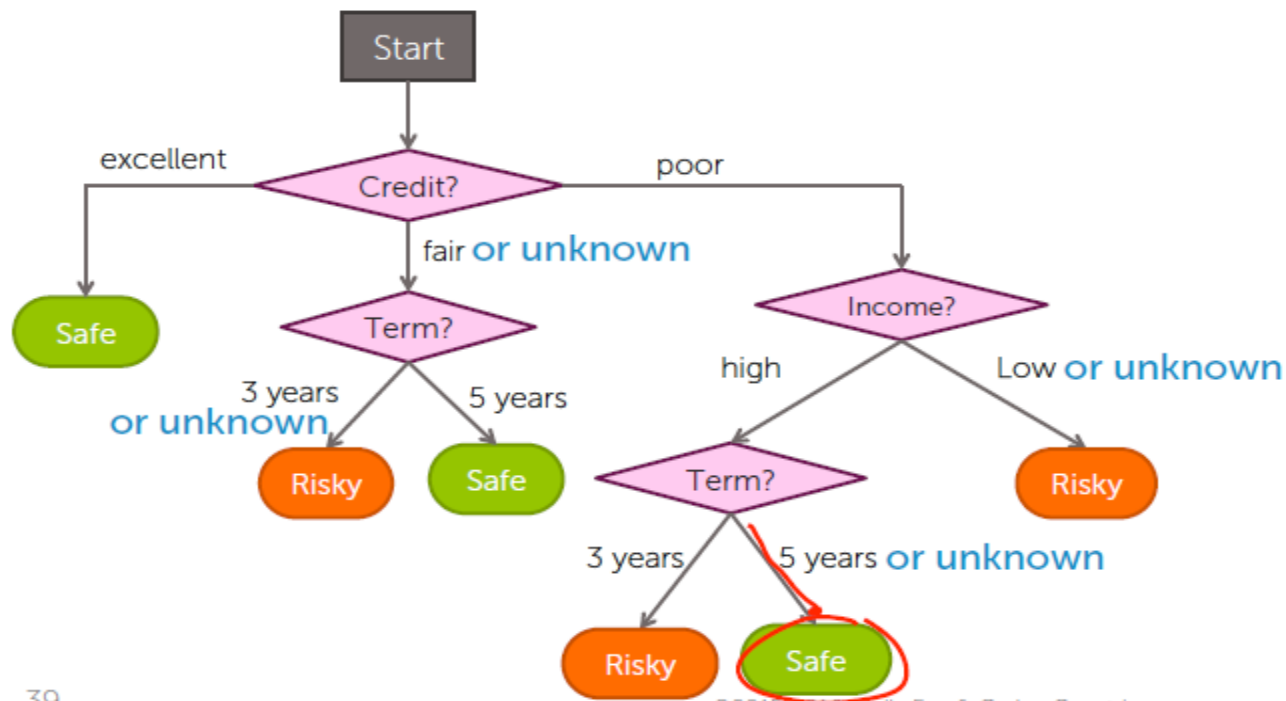 Start
excellent
Credit?
poor
fair or unknown
Safe
Term?
Income?
3 years
or unknown
5 years
high
Low or unknown
Risky
Safe
Term?
Risky
3 years
5 years or unknown
Risky
Safe
39